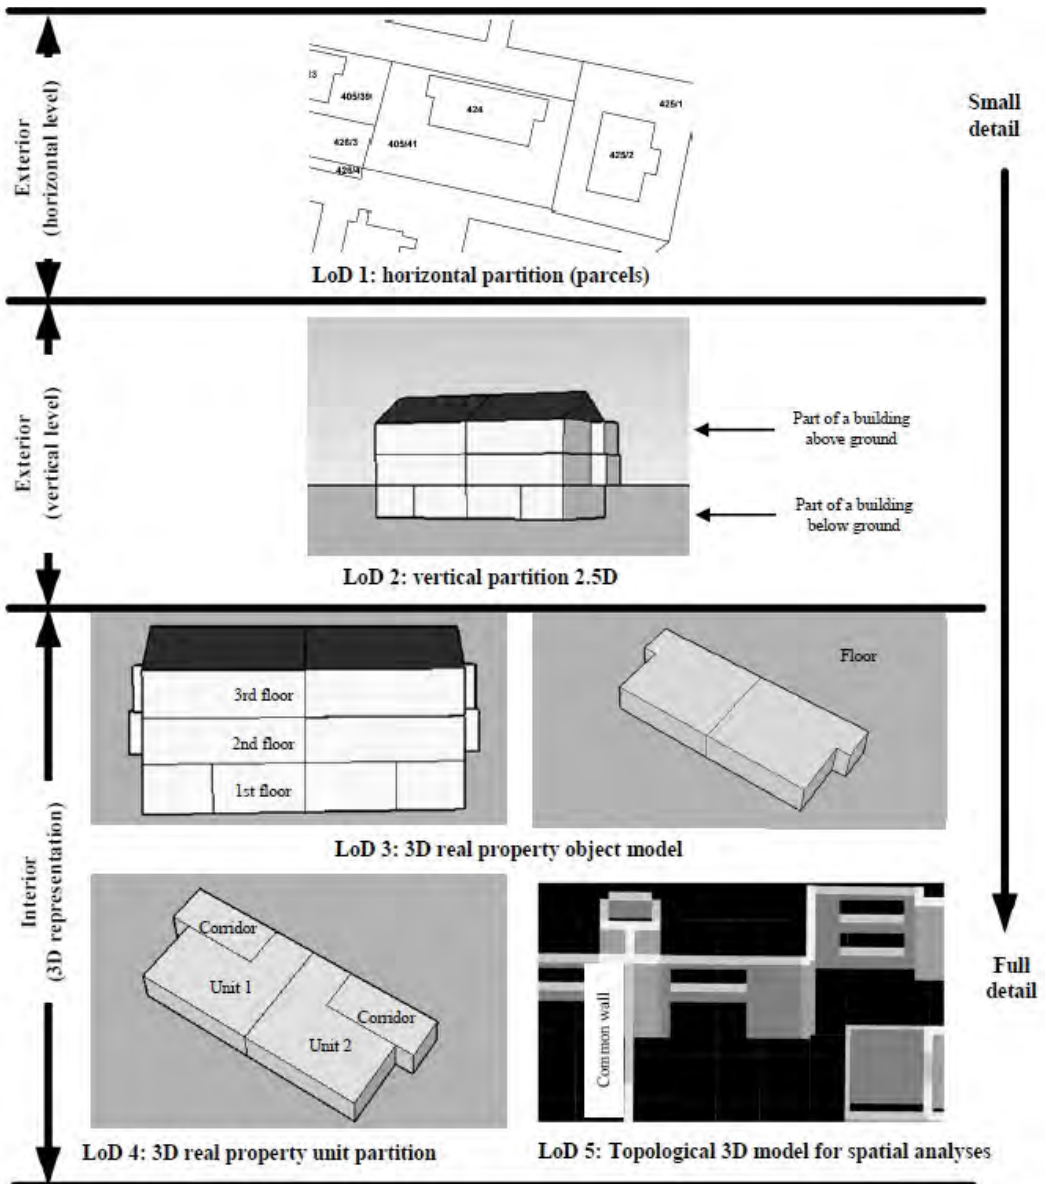 Exterior
(horizontal level)
405/39
424
425/1
426/3
405/41
425/2
426/4
LoD 1: horizontal partition (parcels)
Small
detail
Exterior
(vertical level)
Part of a building
above ground
Part of a building
below ground
LoD 2: vertical partition 2.5D
Interior
(3D representation)
3rd floor
2nd floor
1st floor
Floor
LoD 3: 3D real property object model
Corridor
Unit 1
Corridor
Unit 2
Common wall
Full
detail
LoD 4: 3D real property unit partition
LoD 5: Topological 3D model for spatial analyses